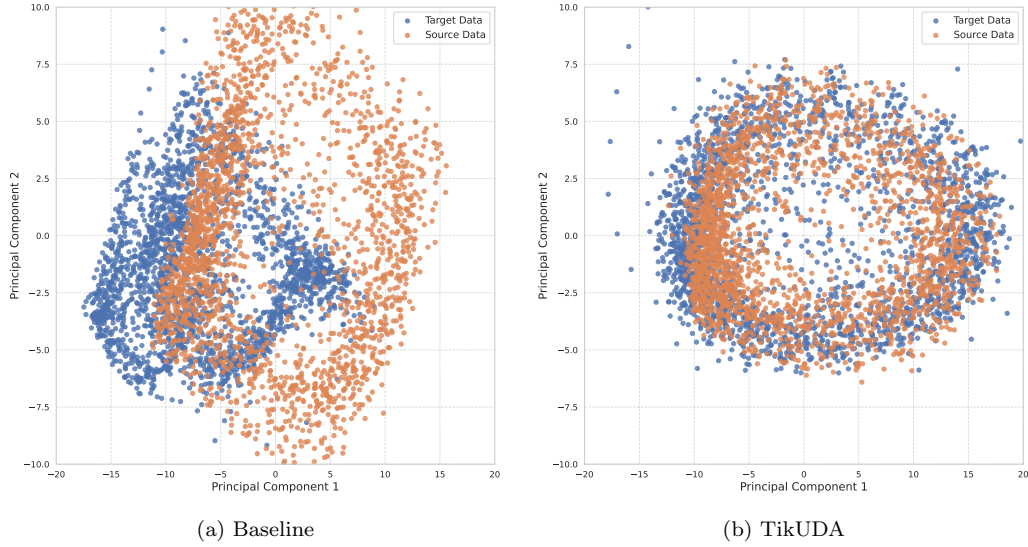 10.0
7.5
5.0
2.5
0.0
−2.5
−5.0
−7.5
−10.0
Principal Component 2
Target Data
Source Data
−20 −15 −10 −5 0 5 10 15 20
Principal Component 1
(a) Baseline
10.0
7.5
5.0
2.5
0.0
−2.5
−5.0
−7.5
−10.0
Principal Component 2
Target Data
Source Data
−20 −15 −10 −5 0 5 10 15 20
Principal Component 1
(b) TikUDA